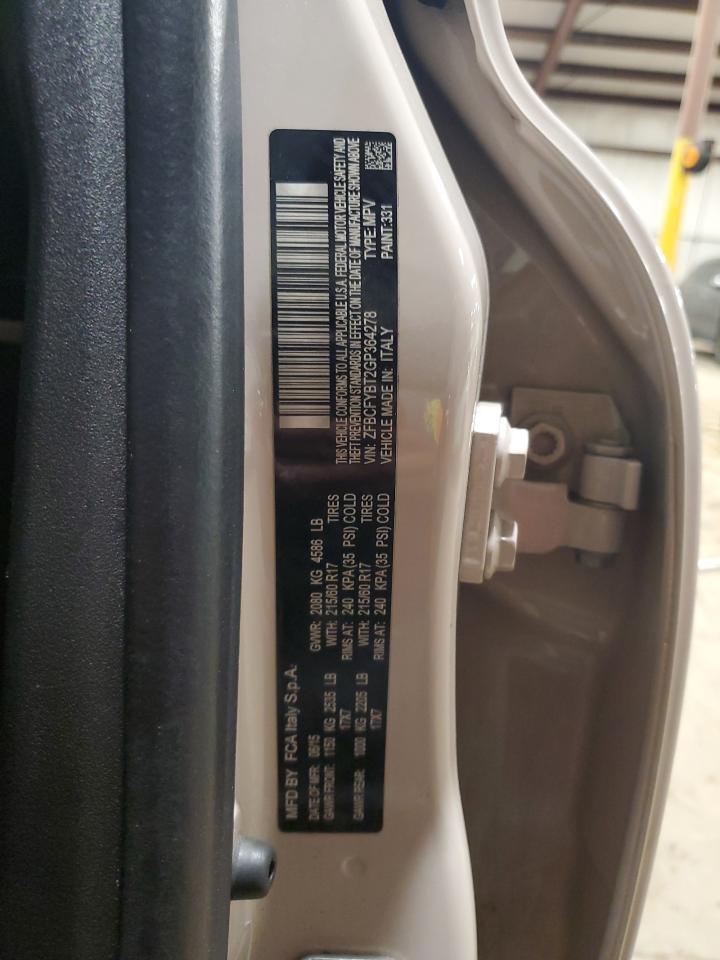 MFD BY FCA Italy S.p.A.
DATE OF MFR: 06/15 GVWR: 2080 KG 4586 LB
GAWR FRONT: 1150 KG 2535 LB WITH: 215/60 R17 TIRES
17X7 RIMS AT: 240 KPA (35 PSI) COLD
GAWR REAR: 1000 KG 2205 LB WITH: 215/60 R17 TIRES
17X7 RIMS AT: 240 KPA (35 PSI) COLD
THIS VEHICLE CONFORMS TO ALL APPLICABLE U.S.A. FEDERAL MOTOR VEHICLE SAFETY AND
THEFT PREVENTION STANDARDS IN EFFECT ON THE DATE OF MANUFACTURE SHOWN ABOVE
VIN: ZFBCFYBT2GP364278 TYPE: MPV
VEHICLE MADE IN: ITALY PAINT: 331